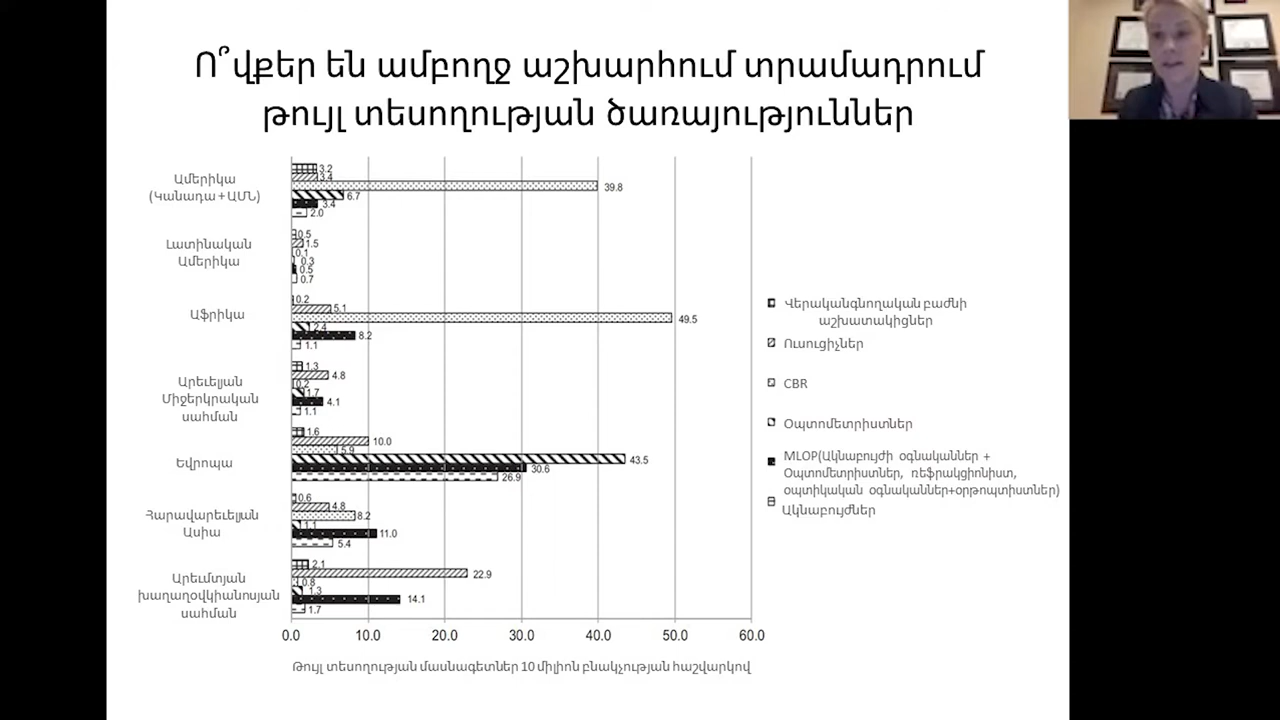 Ո՞վքեր են ամբողջ աշխարհում տրամադրում
թույլ տեսողության ծառայություններ
Ամերիկա
(Կանադա + ԱՄՆ)
3.2
3.4
39.8
6.7
3.4
2.0
Լատինական
Ամերիկա
0.5
1.5
0.1
0.3
0.5
0.7
Աֆրիկա
0.2
5.1
49.5
2.4
8.2
1.1
Արեւելյան
Միջերկրական
սահման
1.3
4.8
0.2
1.7
4.1
1.1
Եվրոպա
1.6
10.0
5.9
43.5
30.6
26.9
Հարավարեւելյան
Ասիա
0.6
4.8
8.2
1.1
11.0
5.4
Արեւմտյան
խաղաղօվկիանոսյան
սահման
2.1
22.9
0.8
1.3
14.1
1.7
0.0 10.0 20.0 30.0 40.0 50.0 60.0
Թույլ տեսողության մասնագետներ 10 միլիոն բնակչության հաշվարկով
Վերականգնողական բաժնի
աշխատակիցներ
Ուսուցիչներ
CBR
Օպտոմետրիստներ
MLOP(Ակնաբույժի օգնականներ +
Օպտոմետրիստներ, ռեֆրակցիոնիստ,
օպտիկական օգնականներ+օրթոպտիստներ)
Ակնաբույժներ